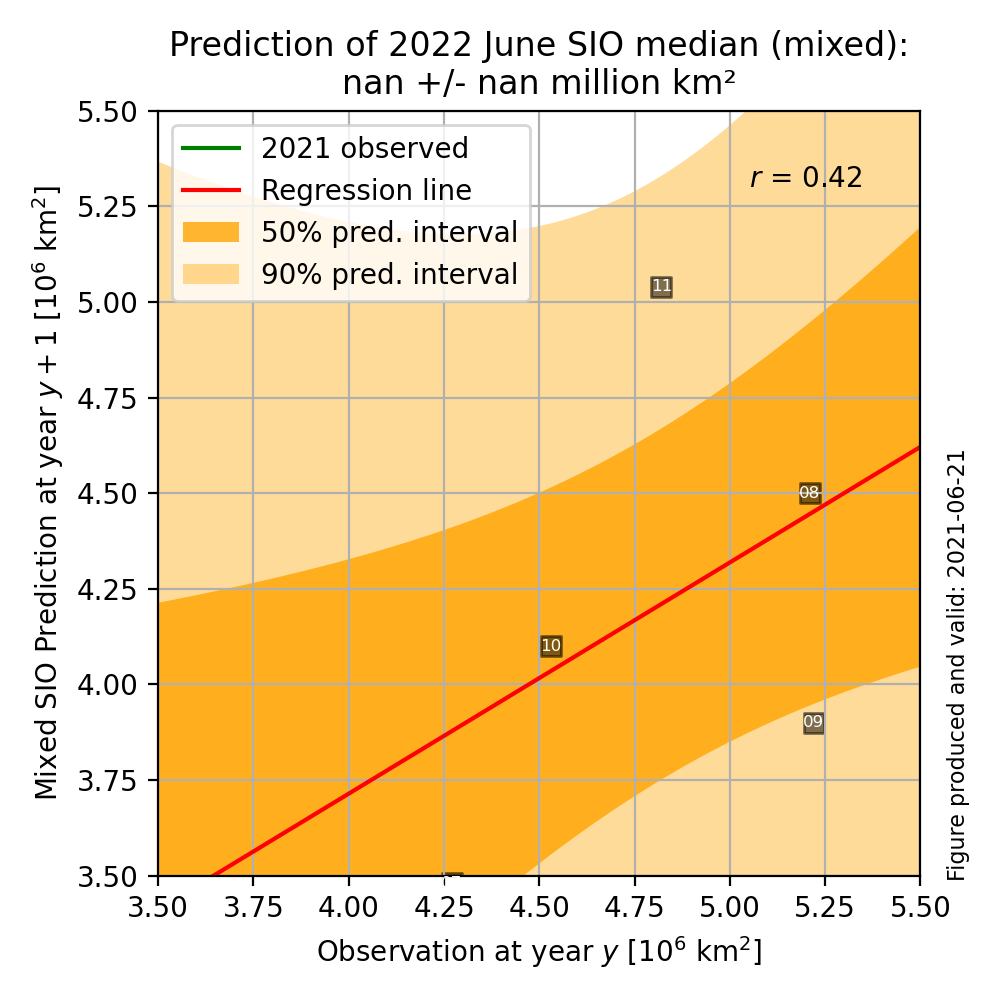 Prediction of 2022 June SIO median (mixed):
nan +/- nan million km²
Mixed SIO Prediction at year y + 1 [10⁶ km²]
5.50
5.25
5.00
4.75
4.50
4.25
4.00
3.75
3.50
2021 observed
Regression line
50% pred. interval
90% pred. interval
r = 0.42
11
08
10
09
3.50 3.75 4.00 4.25 4.50 4.75 5.00 5.25 5.50
Observation at year y [10⁶ km²]
Figure produced and valid: 2021-06-21